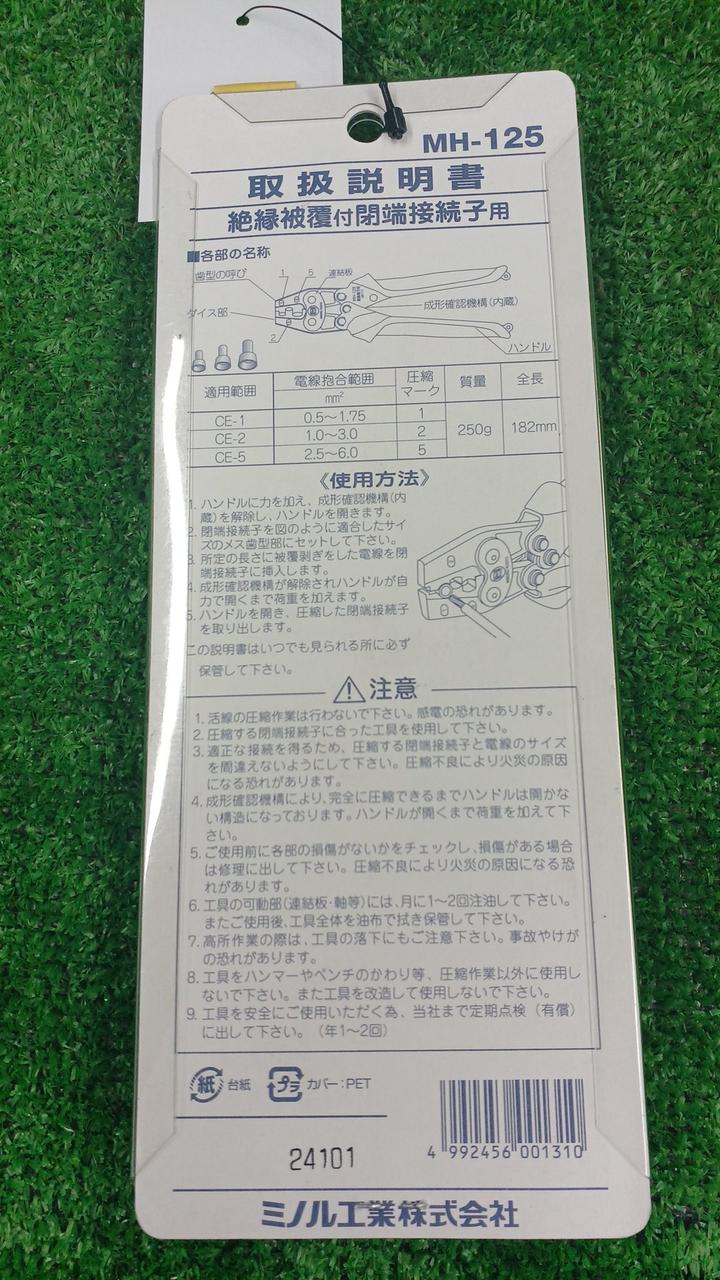 MH-125
取扱説明書
絶縁被覆付閉端接続子用
■各部の名称
歯型の呼び 1 5 連結板
成形確認機構(内蔵)
ダイス部
2
ハンドル
適用範囲 電線抱合範囲 mm² 圧縮マーク 質量 全長
CE-1 0.5〜1.75 1 250g 182mm
CE-2 1.0〜3.0 2
CE-5 2.5〜6.0 5
《使用方法》
1. ハンドルに力を加え、成形確認機構(内
蔵)を解除し、ハンドルを開きます。
2. 閉端接続子を図のように適合したサイ
ズのメス歯型部にセットして下さい。
3. 所定の長さに被覆剥ぎをした電線を閉
端接続子に挿入します。
4. 成形確認機構が解除されハンドルが自
力で開くまで荷重を加えます。
5. ハンドルを開き、圧縮した閉端接続子
を取り出します。
この説明書はいつでも見られる所に必ず
保管して下さい。
注意
1. 活線の圧縮作業は行わないで下さい。感電の恐れがあります。
2. 圧縮する閉端接続子に合った工具を使用して下さい。
3. 適正な接続を得るため、圧縮する閉端接続子と電線のサイズ
を間違えないようにして下さい。圧縮不良により火災の原因
になる恐れがあります。
4. 成形確認機構により、完全に圧縮できるまでハンドルは開かな
い構造になっております。ハンドルが開くまで荷重を加えて下
さい。
5. ご使用前に各部の損傷がないかをチェックし、損傷がある場合
は修理に出して下さい。圧縮不良により火災の原因になる恐
れがあります。
6. 工具の可動部(連結板・軸等)には、月に1〜2回注油して下さい。
またご使用後、工具全体を油布で拭き保管して下さい。
7. 高所作業の際は、工具の落下にもご注意下さい。事故やけが
の恐れがあります。
8. 工具をハンマーやペンチのかわり等、圧縮作業以外に使用し
ないで下さい。また工具を改造して使用しないで下さい。
9. 工具を安全にご使用いただく為、当社まで定期点検(有償)
に出して下さい。(年1〜2回)
紙 台紙 プラ カバー:PET
4 992456 001310
24101
ミノル工業株式会社